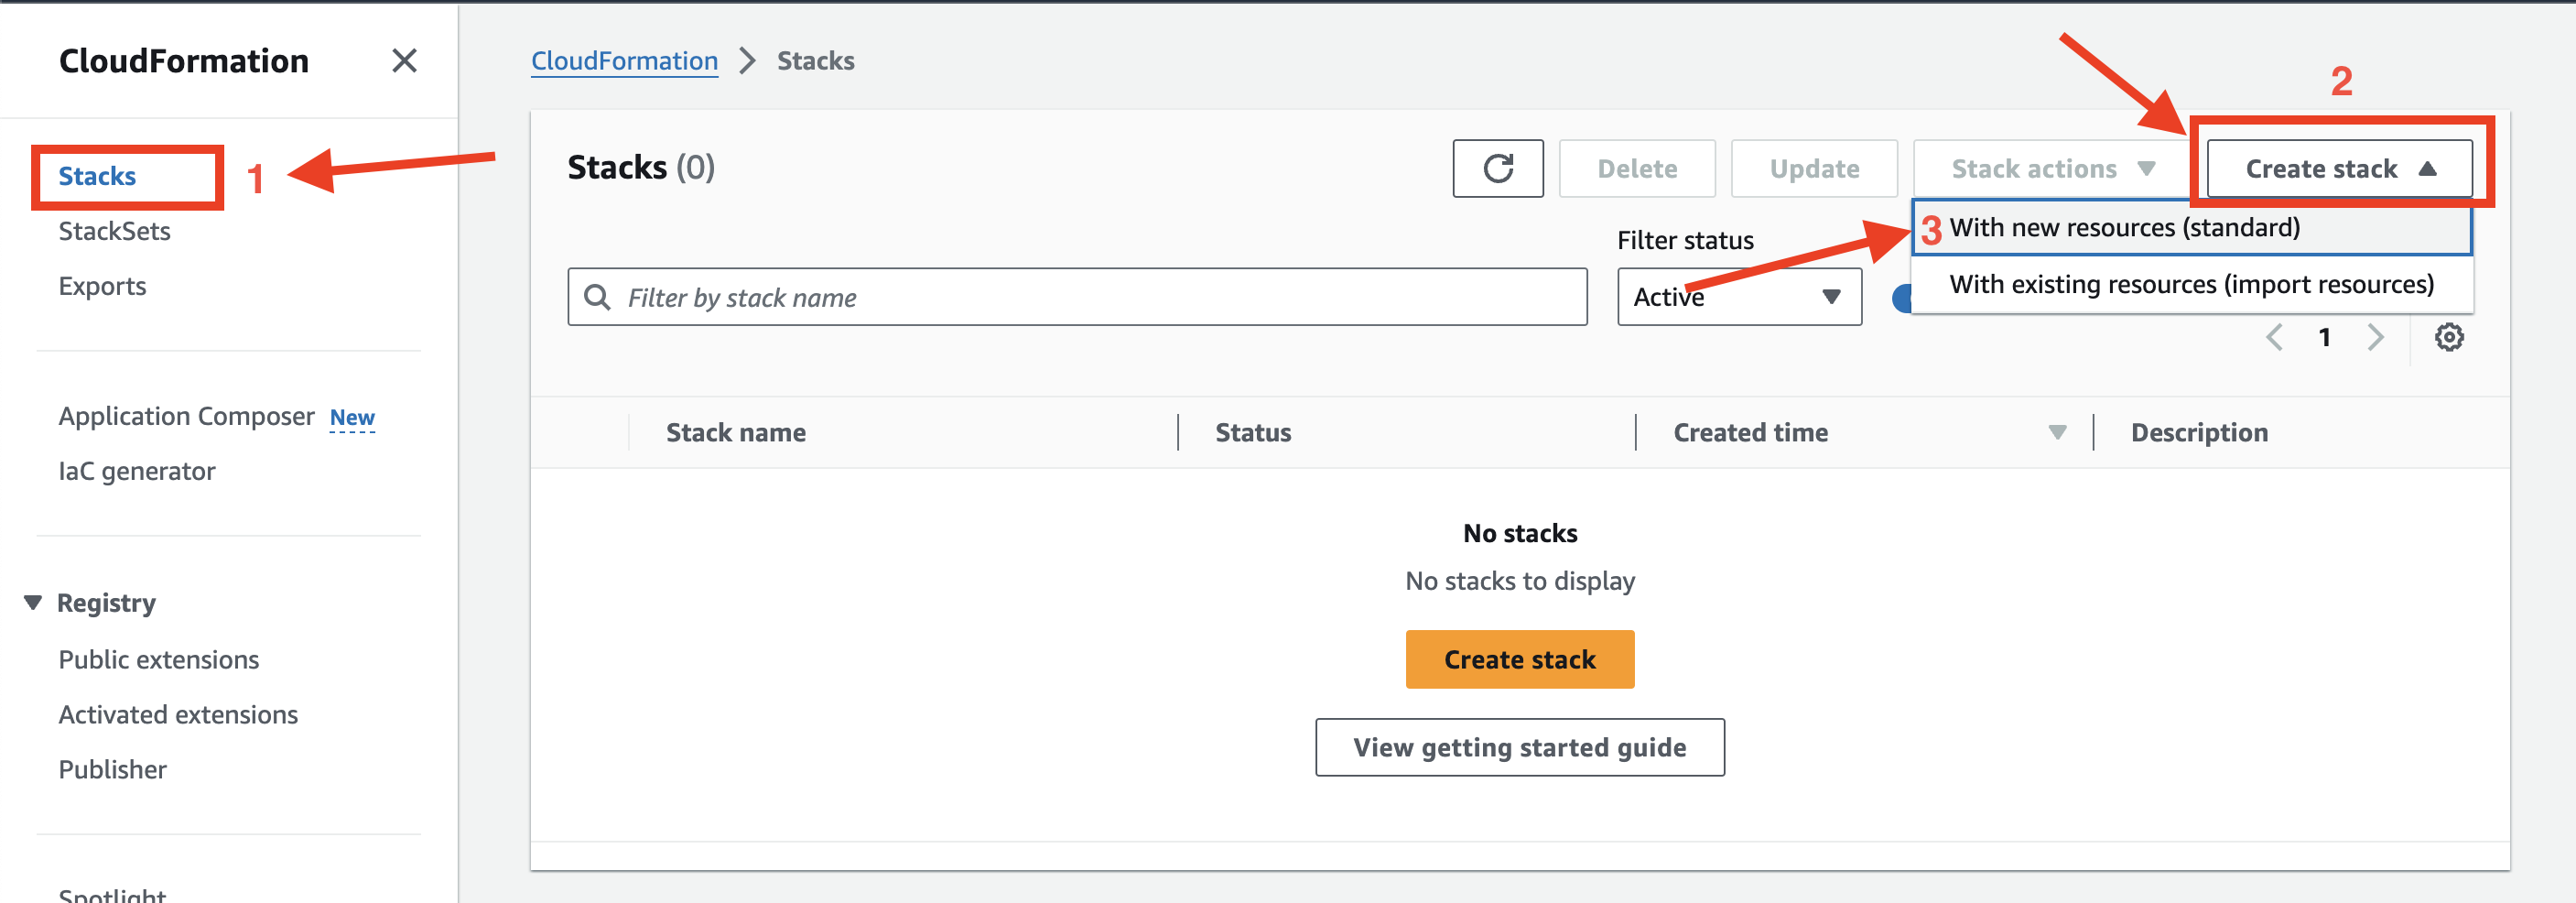 CloudFormation
Stacks 1
StackSets
Exports
Application Composer New
IaC generator
Registry
Public extensions
Activated extensions
Publisher
Spotlight
CloudFormation > Stacks
2
Stacks (0)
Delete
Update
Stack actions
Create stack
3 With new resources (standard)
With existing resources (import resources)
Filter status
Filter by stack name
Active
1
Stack name
Status
Created time
Description
No stacks
No stacks to display
Create stack
View getting started guide